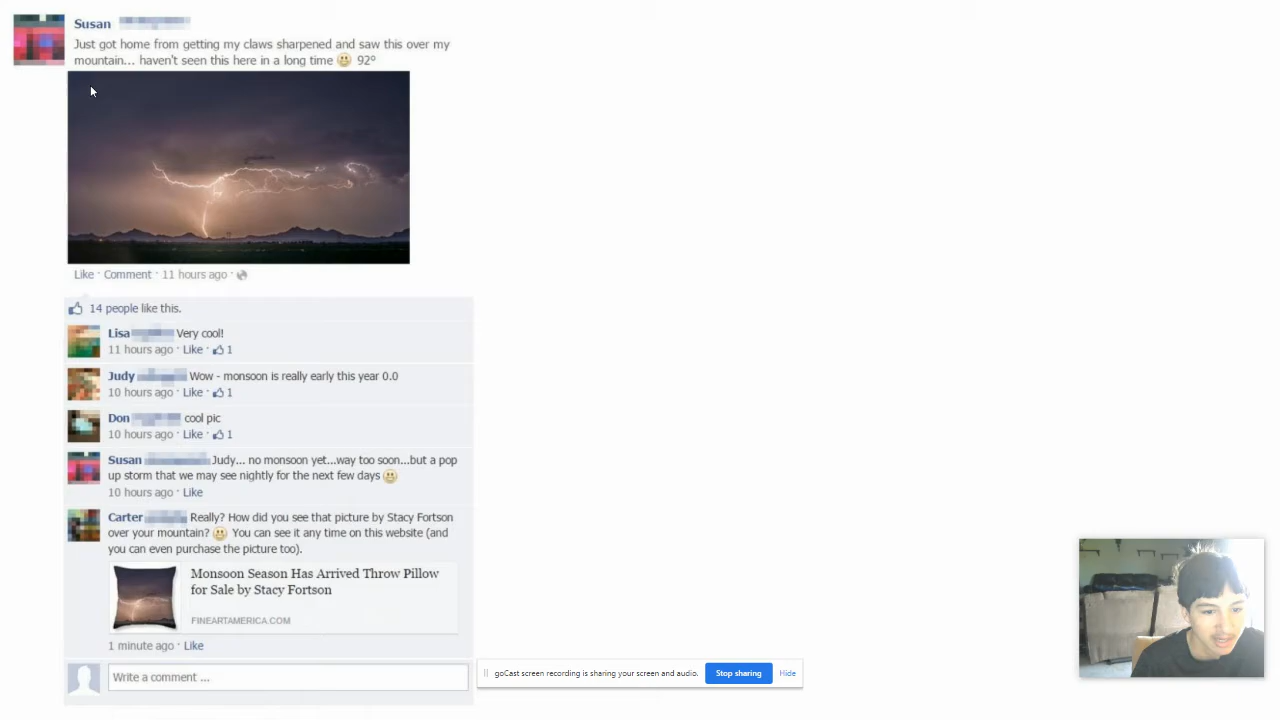 Susan
Just got home from getting my claws sharpened and saw this over my
mountain... haven't seen this here in a long time 😬 92°
Like · Comment · 11 hours ago ·
14 people like this.
Lisa Very cool!
11 hours ago · Like · 1
Judy Wow - monsoon is really early this year 0.0
10 hours ago · Like · 1
Don cool pic
10 hours ago · Like · 1
Susan Judy... no monsoon yet...way too soon...but a pop
up storm that we may see nightly for the next few days 😬
10 hours ago · Like
Carter Really? How did you see that picture by Stacy Fortson
over your mountain? 😬 You can see it any time on this website (and
you can even purchase the picture too).
Monsoon Season Has Arrived Throw Pillow
for Sale by Stacy Fortson
FINEARTAMERICA.COM
1 minute ago · Like
Write a comment ...
goCast screen recording is sharing your screen and audio. Stop sharing Hide